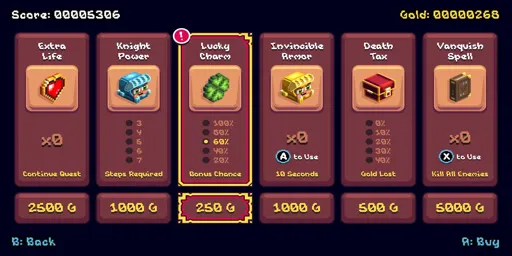 Score: 00005306
Gold: 00000268
!
Extra
Life
x0
Continue Quest
2500 G
Knight
Power
3
4
5
6
7
Steps Required
1000 G
Lucky
Charm
100%
80%
60%
40%
20%
Bonus Chance
250 G
Invincible
Armor
x0
A to Use
10 Seconds
1000 G
Death
Tax
0%
10%
20%
30%
40%
Gold Lost
500 G
Vanquish
Spell
x0
X to Use
Kill All Enemies
5000 G
B: Back
A: Buy